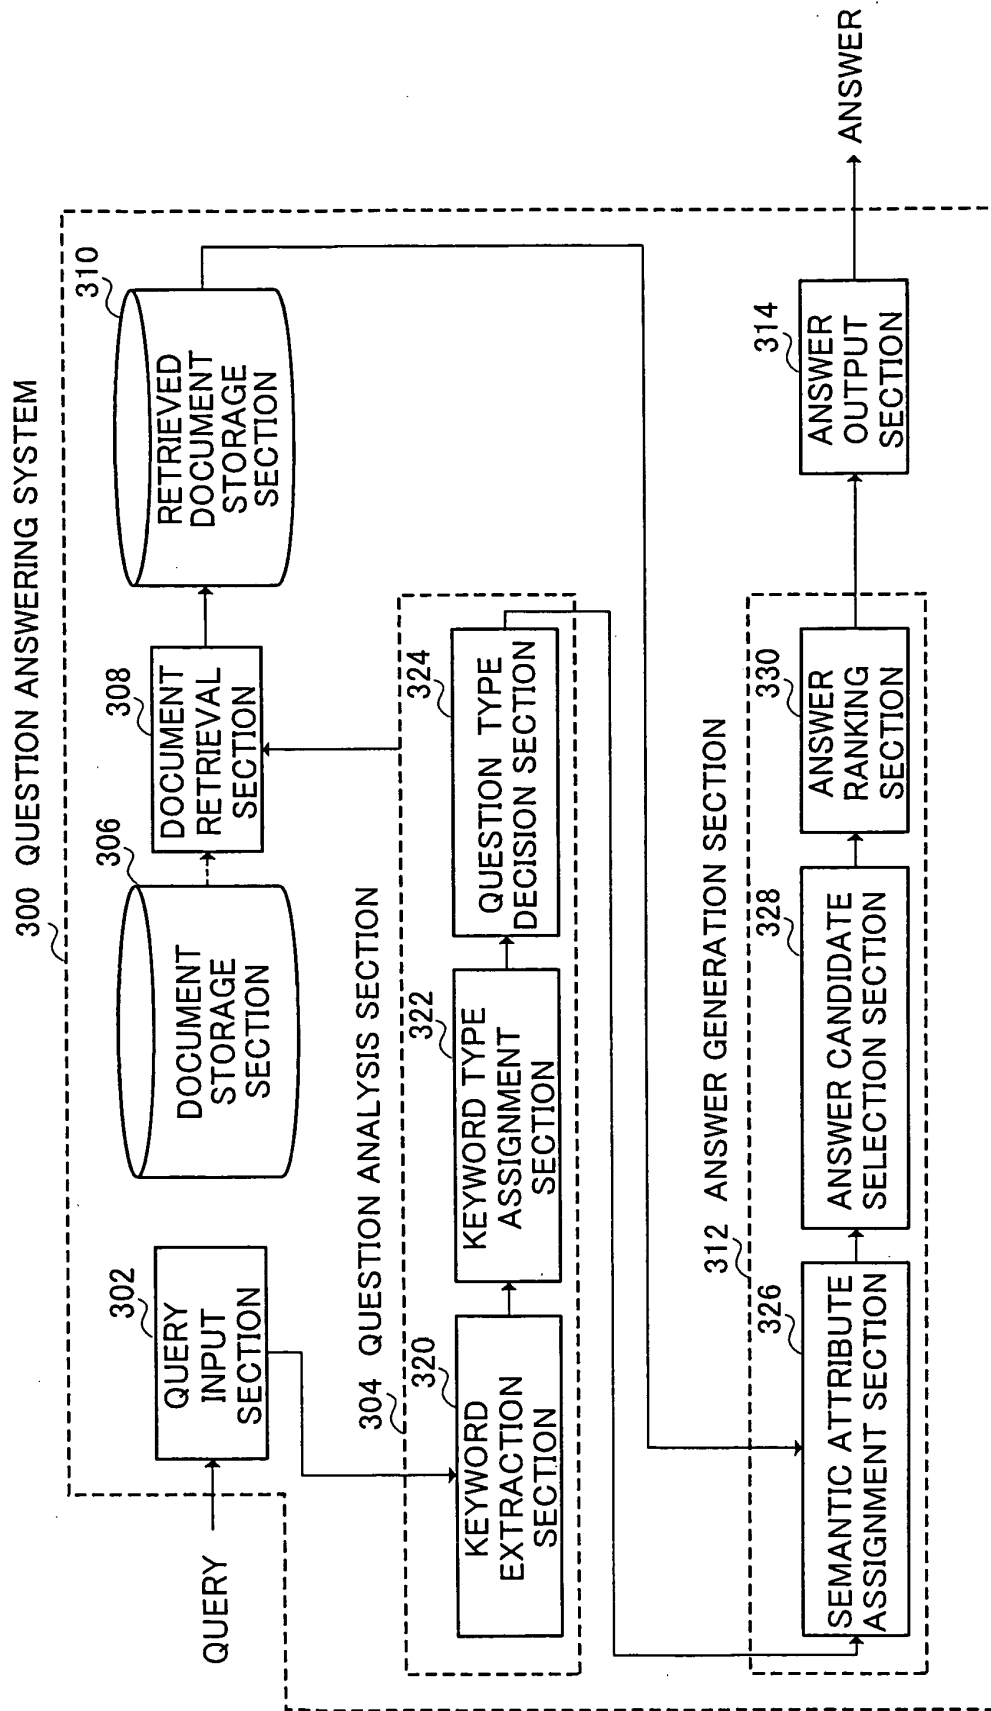 300 QUESTION ANSWERING SYSTEM
QUERY
302
QUERY
INPUT
SECTION
306
DOCUMENT
STORAGE
SECTION
308
DOCUMENT
RETRIEVAL
SECTION
310
RETRIEVED
DOCUMENT
STORAGE
SECTION
304 QUESTION ANALYSIS SECTION
320
KEYWORD
EXTRACTION
SECTION
322
KEYWORD TYPE
ASSIGNMENT
SECTION
324
QUESTION TYPE
DECISION SECTION
312 ANSWER GENERATION SECTION
326
SEMANTIC ATTRIBUTE
ASSIGNMENT SECTION
328
ANSWER CANDIDATE
SELECTION SECTION
330
ANSWER
RANKING
SECTION
314
ANSWER
OUTPUT
SECTION
ANSWER